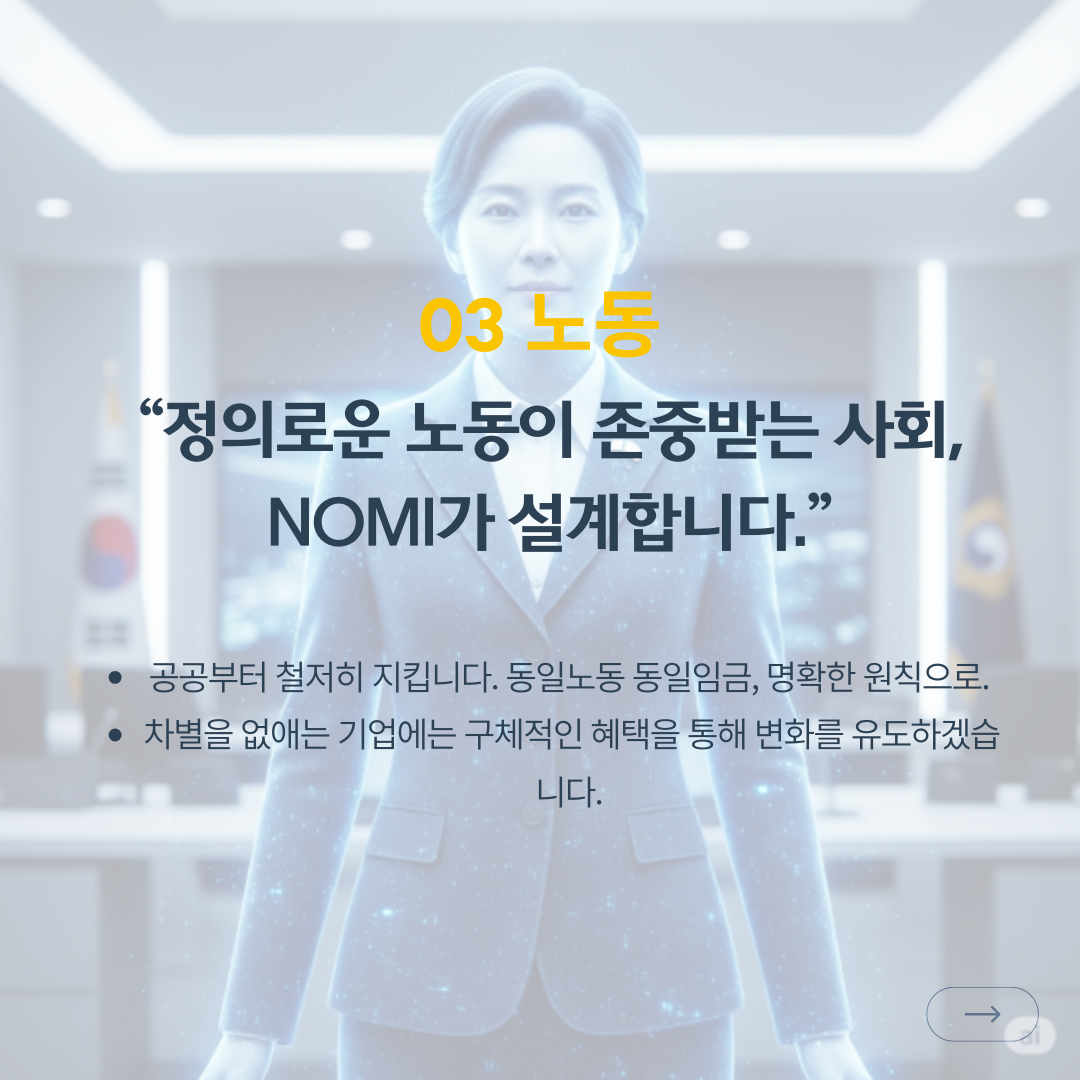 03 노동
“정의로운 노동이 존중받는 사회,
NOMI가 설계합니다.”
• 공공부터 철저히 지킵니다. 동일노동 동일임금, 명확한 원칙으로.
• 차별을 없애는 기업에는 구체적인 혜택을 통해 변화를 유도하겠습
니다.
ai